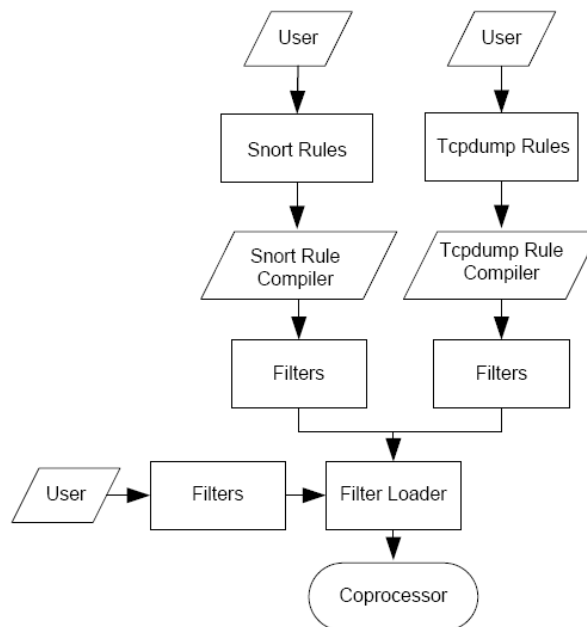 User
User
Snort Rules
Tcpdump Rules
Snort Rule
Compiler
Tcpdump Rule
Compiler
Filters
Filters
User
Filters
Filter Loader
Coprocessor